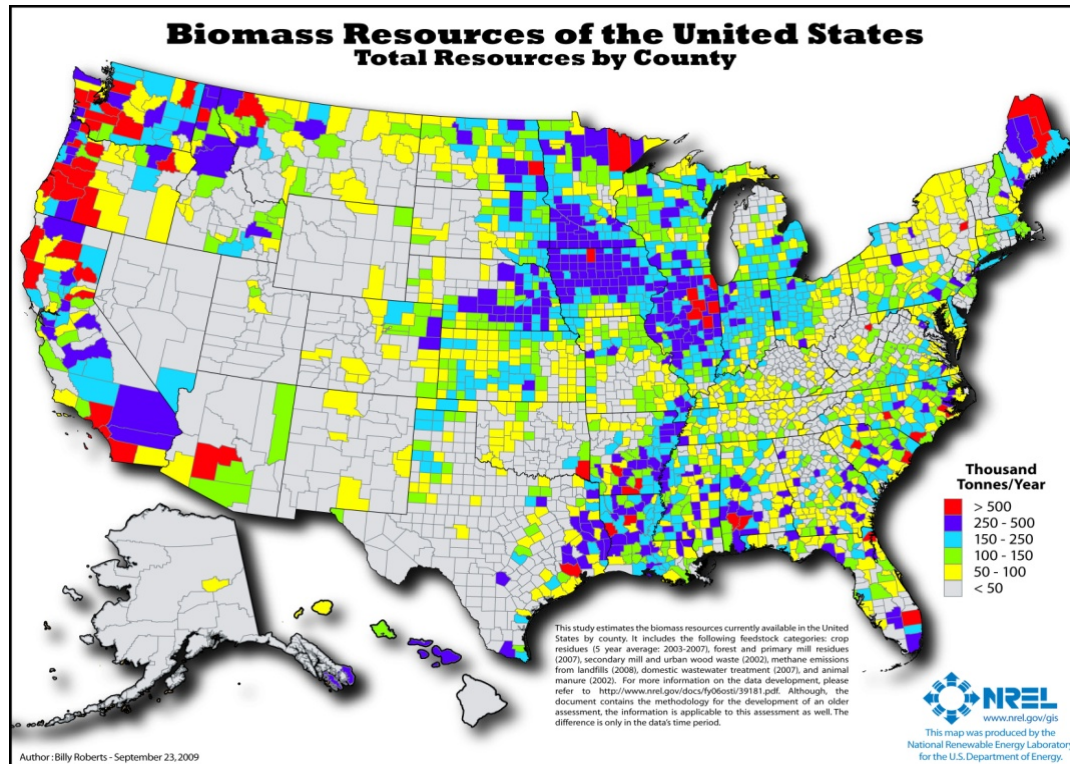 Biomass Resources of the United States
Total Resources by County
Thousand
Tonnes/Year
> 500
250 - 500
150 - 250
100 - 150
50 - 100
< 50
This study estimates the biomass resources currently available in the United
States by county. It includes the following feedstock categories: crop
residues (5 year average: 2003-2007), forest and primary mill residues
(2007), secondary mill and urban wood waste (2002), methane emissions
from landfills (2008), domestic wastewater treatment (2007), and animal
manure (2002). For more information on the data development, please
refer to http://www.nrel.gov/docs/fy06osti/39181.pdf. Although, the
document contains the methodology for the development of an older
assessment, the information is applicable to this assessment as well. The
difference is only in the data's time period.
NREL
www.nrel.gov/gis
This map was produced by the
National Renewable Energy Laboratory
for the U.S. Department of Energy.
Author : Billy Roberts - September 23, 2009